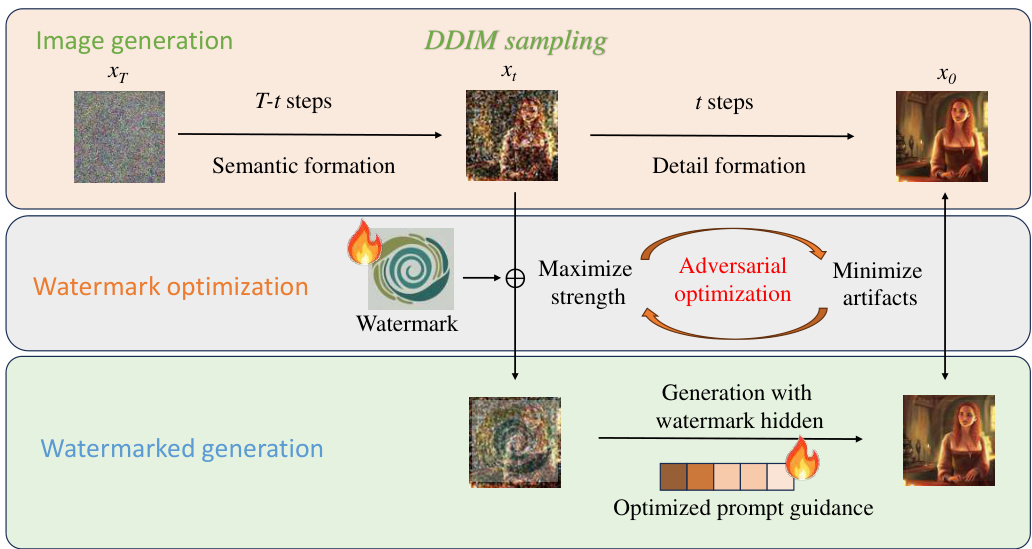 Image generation
DDIM sampling
x_T
x_t
x_0
T-t steps
t steps
Semantic formation
Detail formation
Watermark optimization
Watermark
Maximize
strength
Adversarial
optimization
Minimize
artifacts
Watermarked generation
Generation with
watermark hidden
Optimized prompt guidance